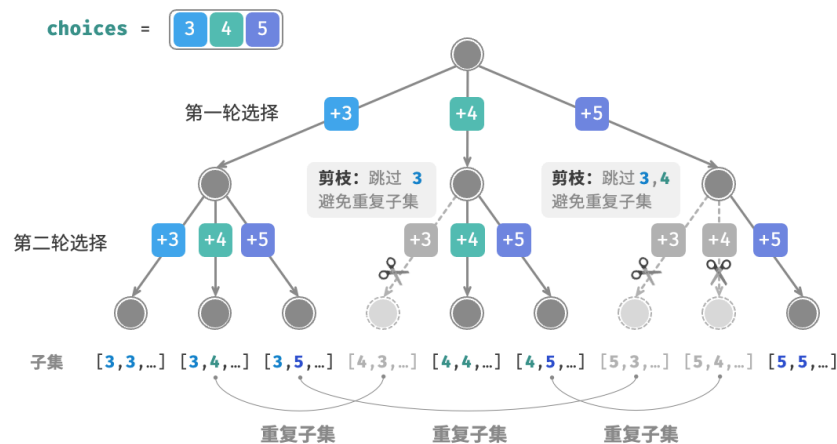 choices = 3 4 5
第一轮选择
+3 +4 +5
剪枝：跳过 3
避免重复子集
剪枝：跳过 3,4
避免重复子集
第二轮选择
+3 +4 +5 +3 +4 +5 +3 +4 +5
子集 [3,3,…] [3,4,…] [3,5,…] [4,3,…] [4,4,…] [4,5,…] [5,3,…] [5,4,…] [5,5,…]
重复子集 重复子集 重复子集